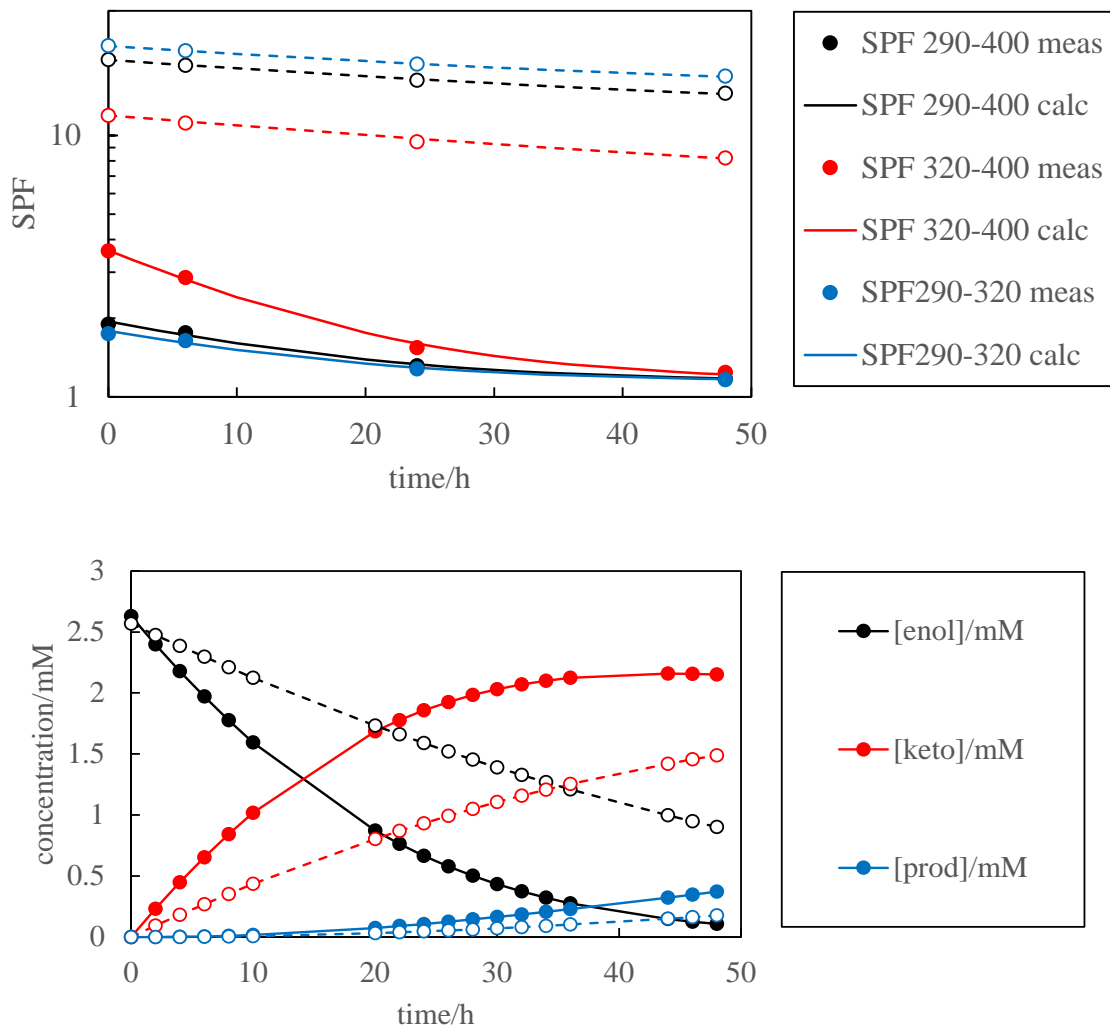 SPF
10
1
0
10
20
30
40
50
time/h
SPF 290-400 meas
SPF 290-400 calc
SPF 320-400 meas
SPF 320-400 calc
SPF290-320 meas
SPF290-320 calc
concentration/mM
3
2.5
2
1.5
1
0.5
0
0
10
20
30
40
50
time/h
[enol]/mM
[keto]/mM
[prod]/mM